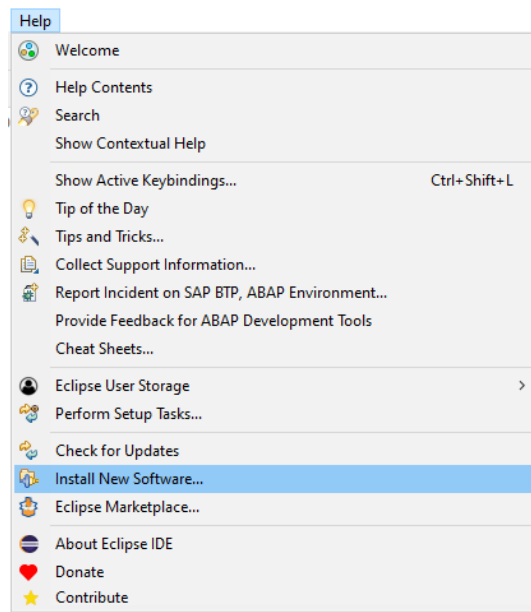 Help
Welcome
Help Contents
Search
Show Contextual Help
Show Active Keybindings... Ctrl+Shift+L
Tip of the Day
Tips and Tricks...
Collect Support Information...
Report Incident on SAP BTP, ABAP Environment...
Provide Feedback for ABAP Development Tools
Cheat Sheets...
Eclipse User Storage
Perform Setup Tasks...
Check for Updates
Install New Software...
Eclipse Marketplace...
About Eclipse IDE
Donate
Contribute